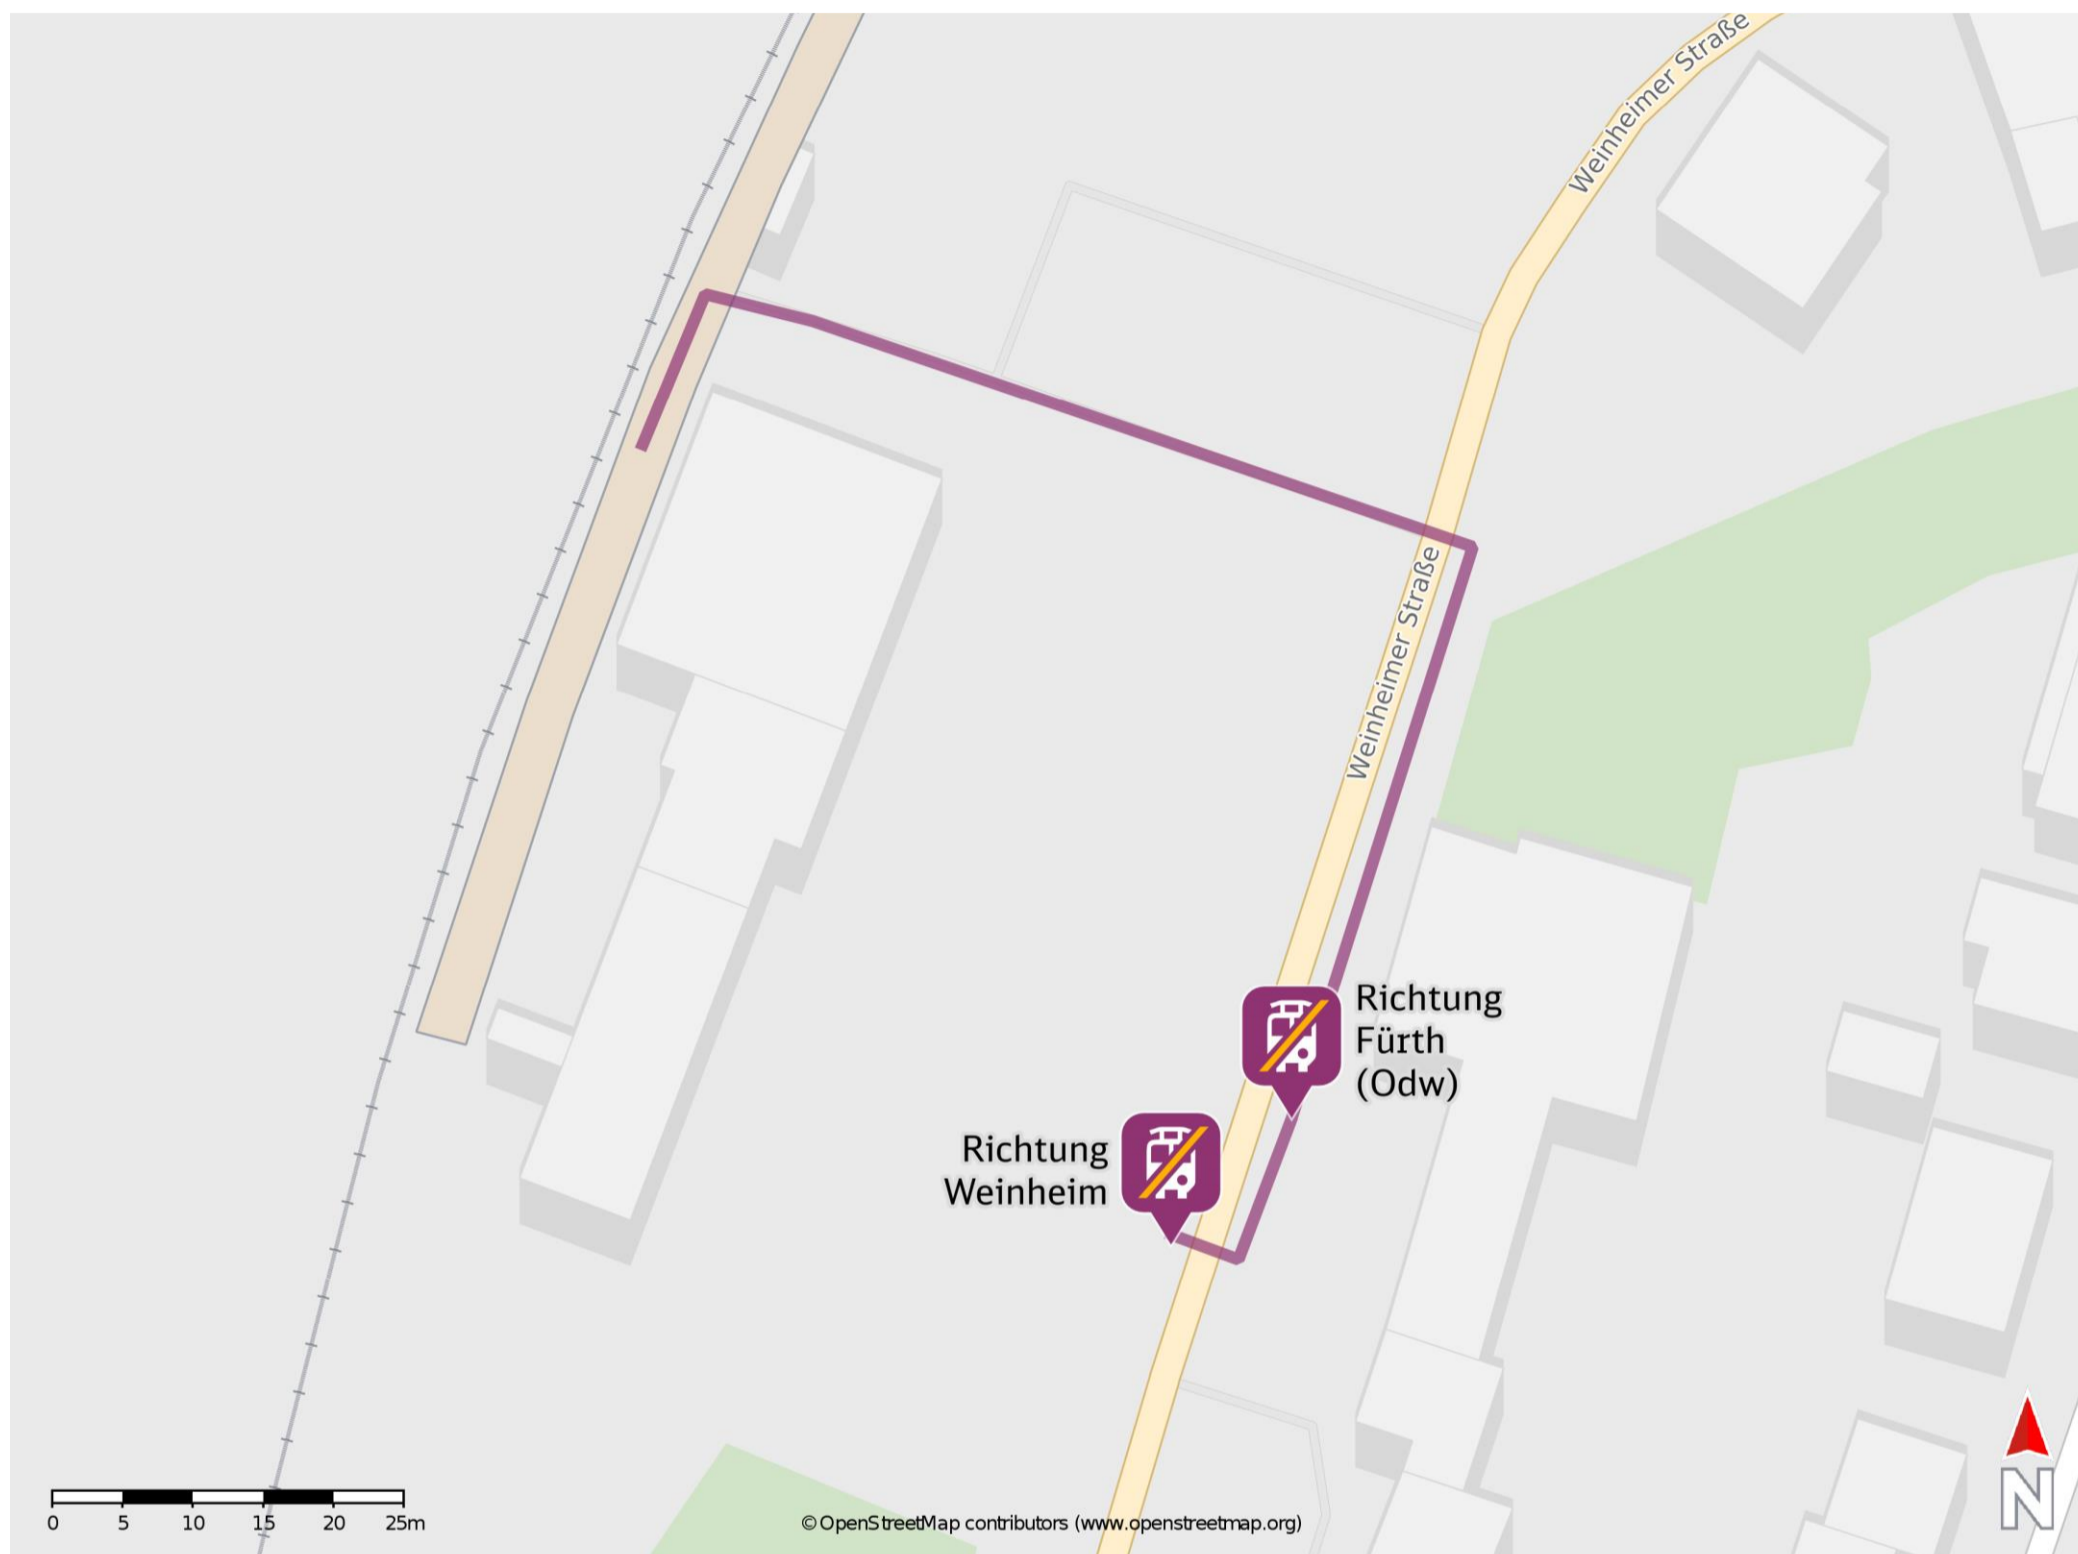 Weinheimer Straße
Weinheimer Straße
Richtung
Fürth
(Odw)
Richtung
Weinheim
0 5 10 15 20 25m
© OpenStreetMap contributors (www.openstreetmap.org)
N